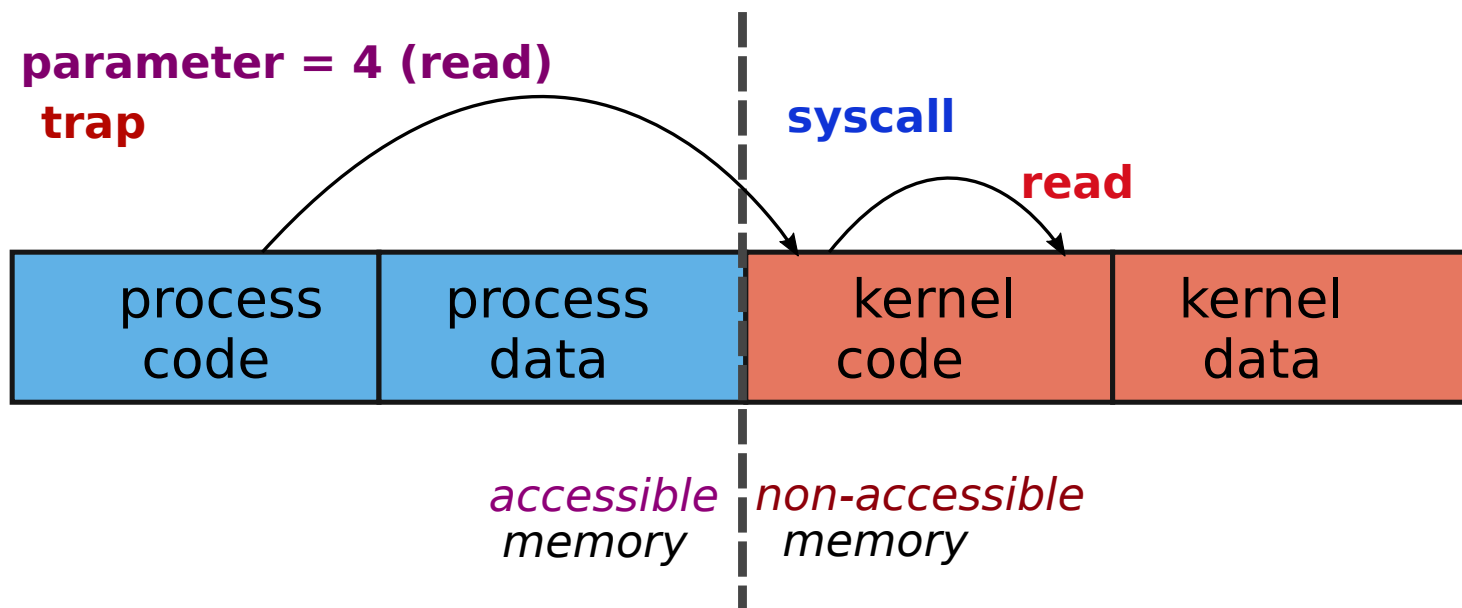 parameter = 4 (read)
trap
syscall
read
process
code
process
data
kernel
code
kernel
data
accessible
memory
non-accessible
memory